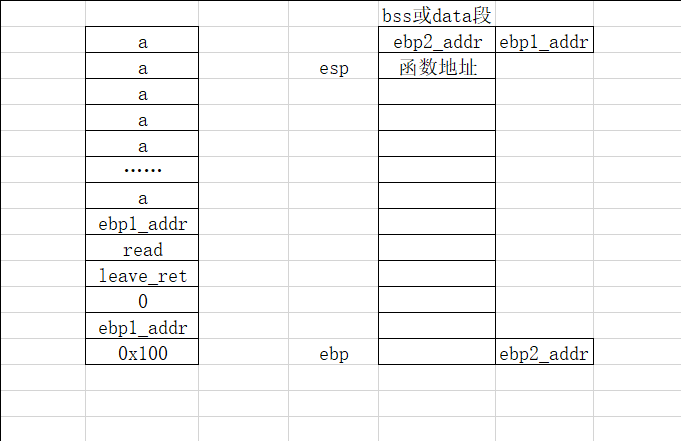 bss或data段
a ebp2_addr ebp1_addr
a esp 函数地址
a
a
a
……
a
ebp1_addr
read
leave_ret
0
ebp1_addr
0x100 ebp ebp2_addr